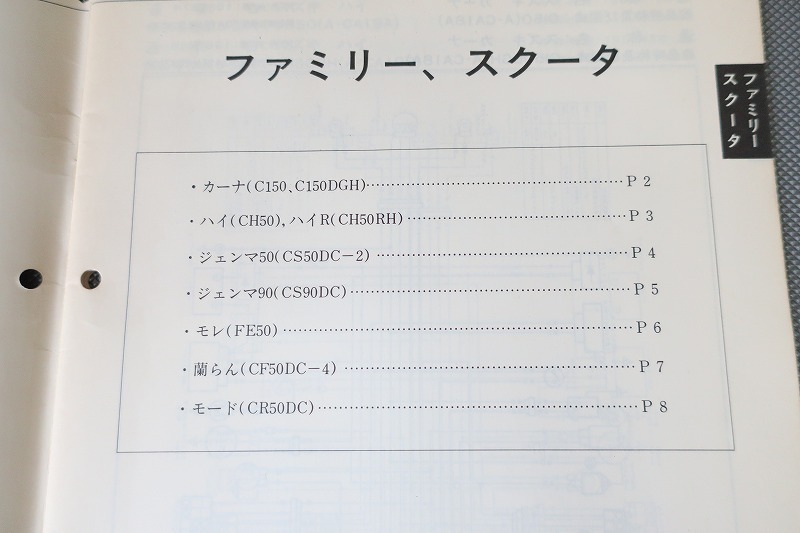 ファミリー、スクータ
ファミリー
スクータ
・カーナ(C150、C150DGH)……………………………………………P 2
・ハイ(CH50), ハイR(CH50RH)……………………………………P 3
・ジェンマ50(CS50DC－2)…………………………………………P 4
・ジェンマ90(CS90DC)………………………………………………P 5
・モレ(FE50)……………………………………………………………P 6
・蘭らん(CF50DC－4)…………………………………………………P 7
・モード(CR50DC)………………………………………………………P 8